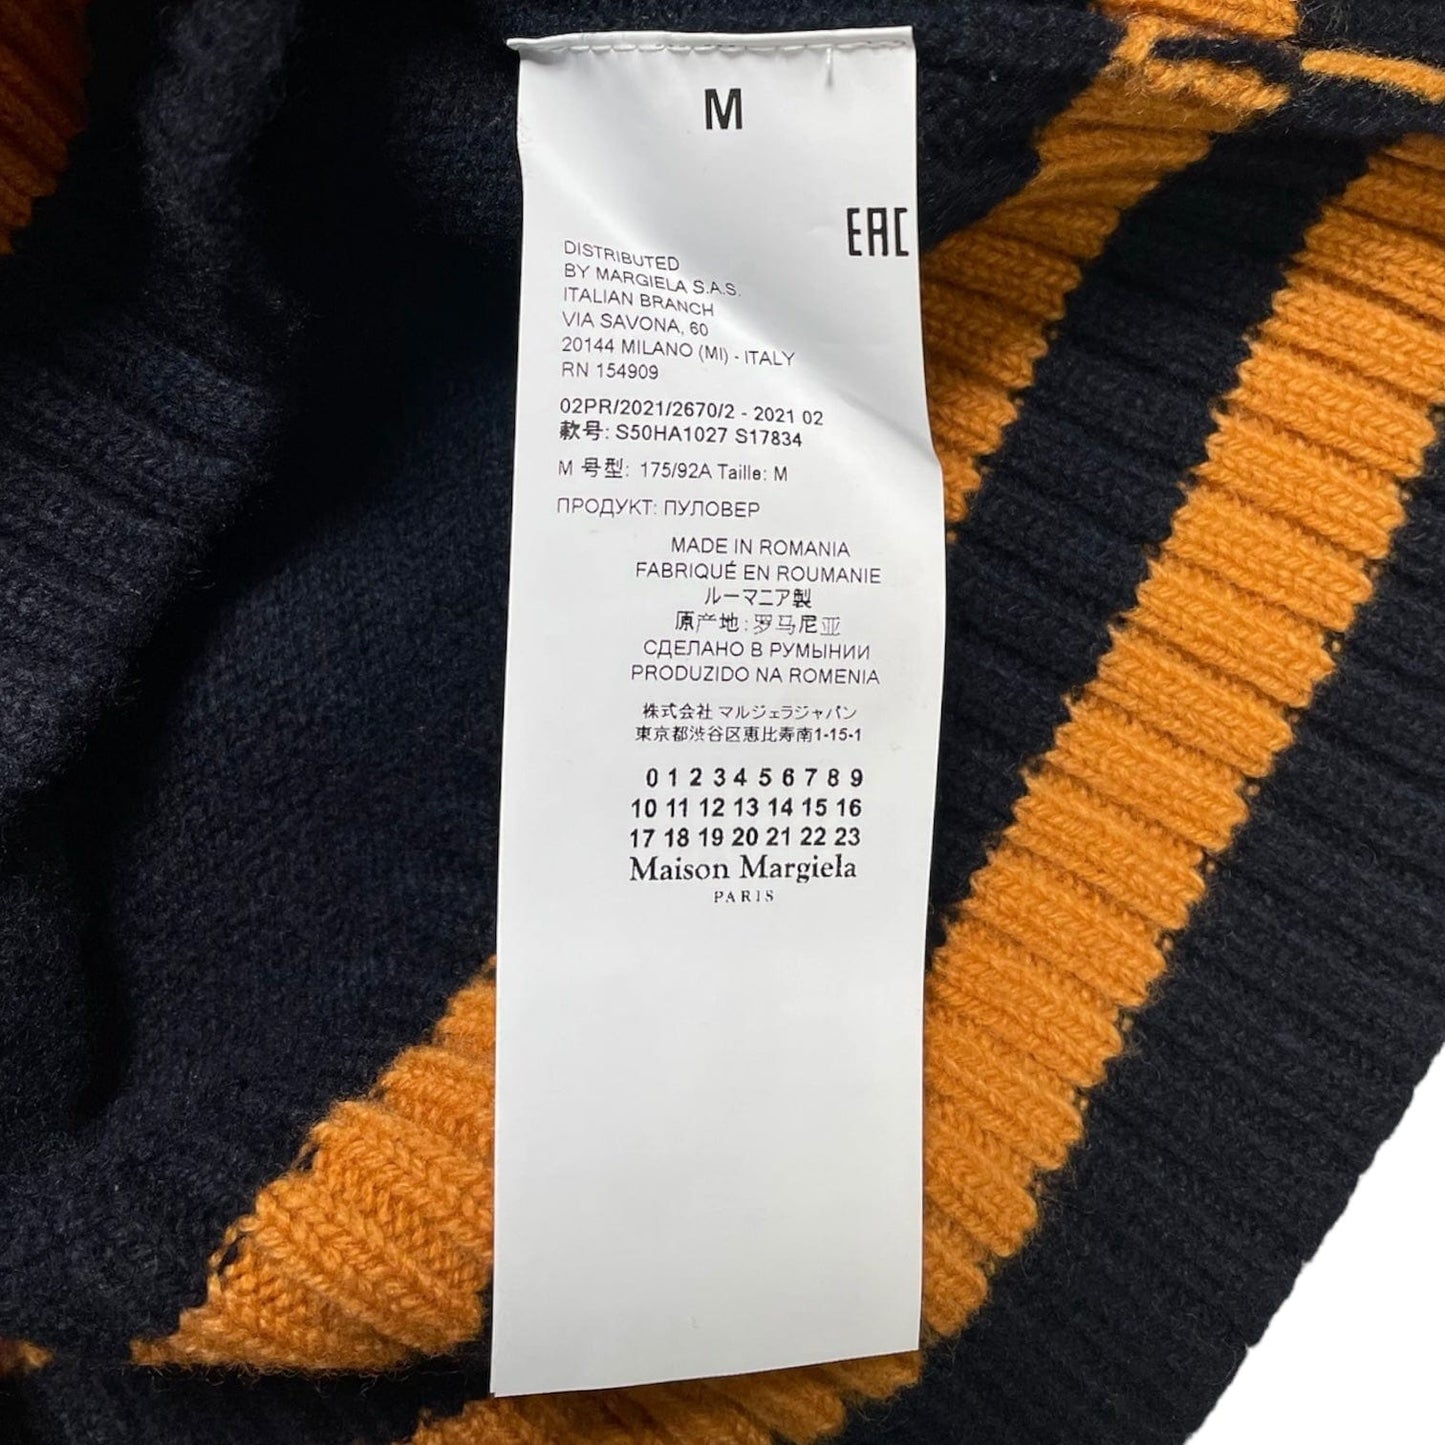 M
EAC
DISTRIBUTED
BY MARGIELA S.A.S.
ITALIAN BRANCH
VIA SAVONA, 60
20144 MILANO (MI) - ITALY
RN 154909
02PR/2021/2670/2 - 2021 02
款号: S50HA1027 S17834
M 号型: 175/92A Taille: M
ПРОДУКТ: ПУЛОВЕР
MADE IN ROMANIA
FABRIQUÉ EN ROUMANIE
ルーマニア製
原产地: 罗马尼亚
СДЕЛАНО В РУМЫНИИ
PRODUZIDO NA ROMENIA
株式会社 マルジェラジャパン
東京都渋谷区恵比寿南1-15-1
0 1 2 3 4 5 6 7 8 9
10 11 12 13 14 15 16
17 18 19 20 21 22 23
Maison Margiela
PARIS